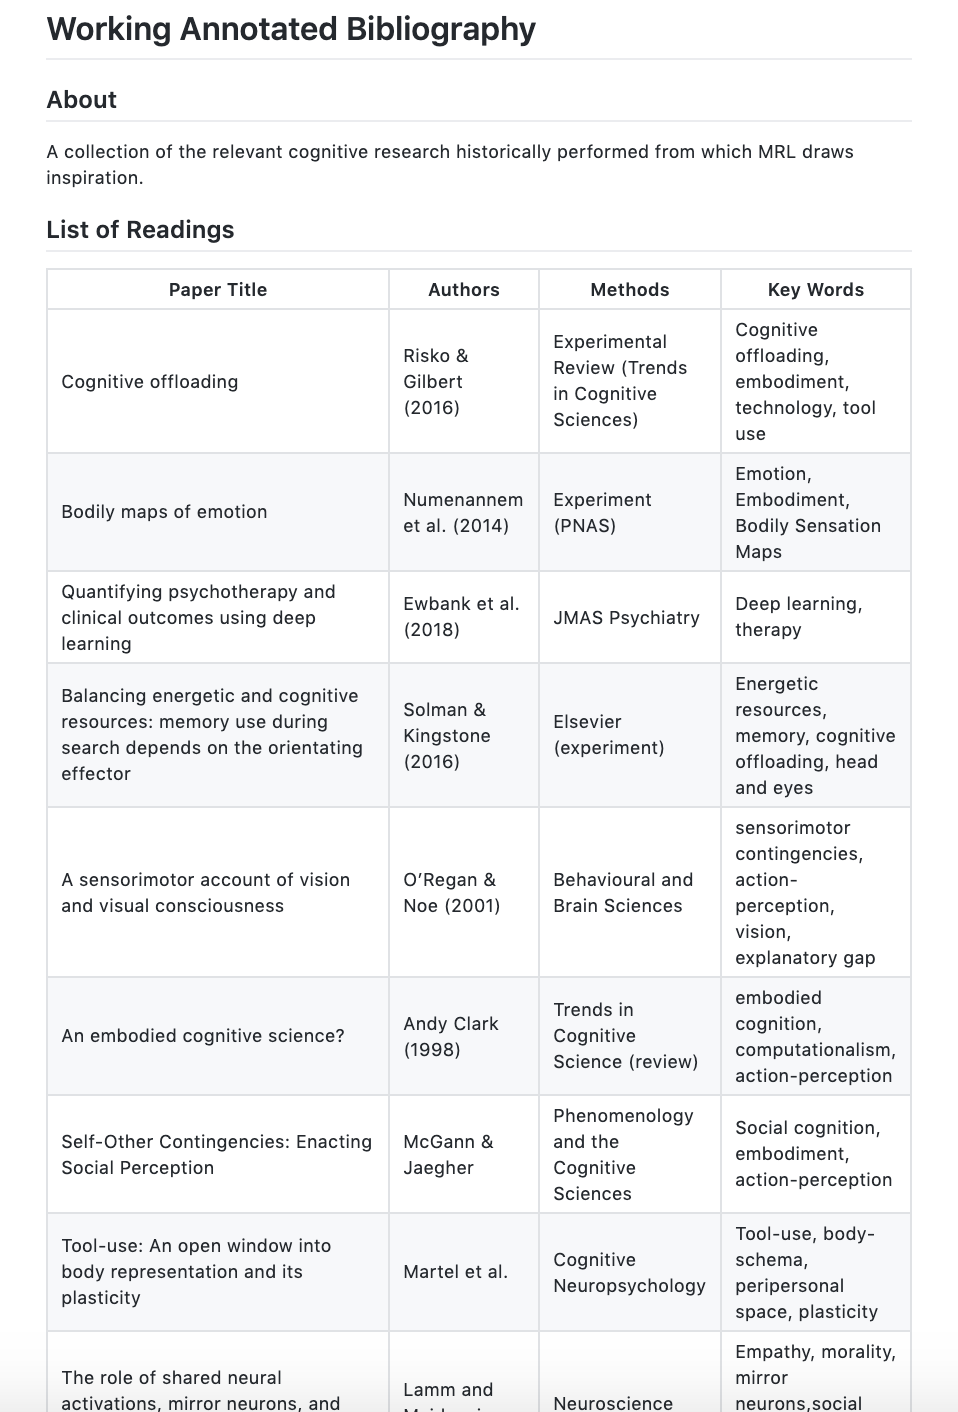 Working Annotated Bibliography
About
A collection of the relevant cognitive research historically performed from which MRL draws
inspiration.
List of Readings
Paper Title Authors Methods Key Words
Cognitive offloading
Risko &
Gilbert
(2016)
Experimental
Review (Trends
in Cognitive
Sciences)
Cognitive
offloading,
embodiment,
technology, tool
use
Bodily maps of emotion
Numenannem
et al. (2014)
Experiment
(PNAS)
Emotion,
Embodiment,
Bodily Sensation
Maps
Quantifying psychotherapy and
clinical outcomes using deep
learning
Ewbank et al.
(2018)
JMAS Psychiatry
Deep learning,
therapy
Balancing energetic and cognitive
resources: memory use during
search depends on the orientating
effector
Solman &
Kingstone
(2016)
Elsevier
(experiment)
Energetic
resources,
memory, cognitive
offloading, head
and eyes
A sensorimotor account of vision
and visual consciousness
O’Regan &
Noe (2001)
Behavioural and
Brain Sciences
sensorimotor
contingencies,
action-
perception,
vision,
explanatory gap
An embodied cognitive science?
Andy Clark
(1998)
Trends in
Cognitive
Science (review)
embodied
cognition,
computationalism,
action-perception
Self-Other Contingencies: Enacting
Social Perception
McGann &
Jaegher
Phenomenology
and the
Cognitive
Sciences
Social cognition,
embodiment,
action-perception
Tool-use: An open window into
body representation and its
plasticity
Martel et al.
Cognitive
Neuropsychology
Tool-use, body-
schema,
peripersonal
space, plasticity
The role of shared neural
activations, mirror neurons, and
Lamm and
Neuroscience
Empathy, morality,
mirror
neurons,social